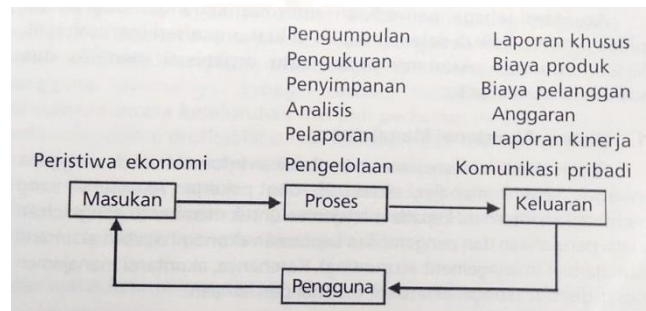 Pengumpulan
Pengukuran
Penyimpanan
Analisis
Pelaporan
Pengelolaan
Laporan khusus
Biaya produk
Biaya pelanggan
Anggaran
Laporan kinerja
Komunikasi pribadi
Peristiwa ekonomi
Masukan
Proses
Keluaran
Pengguna